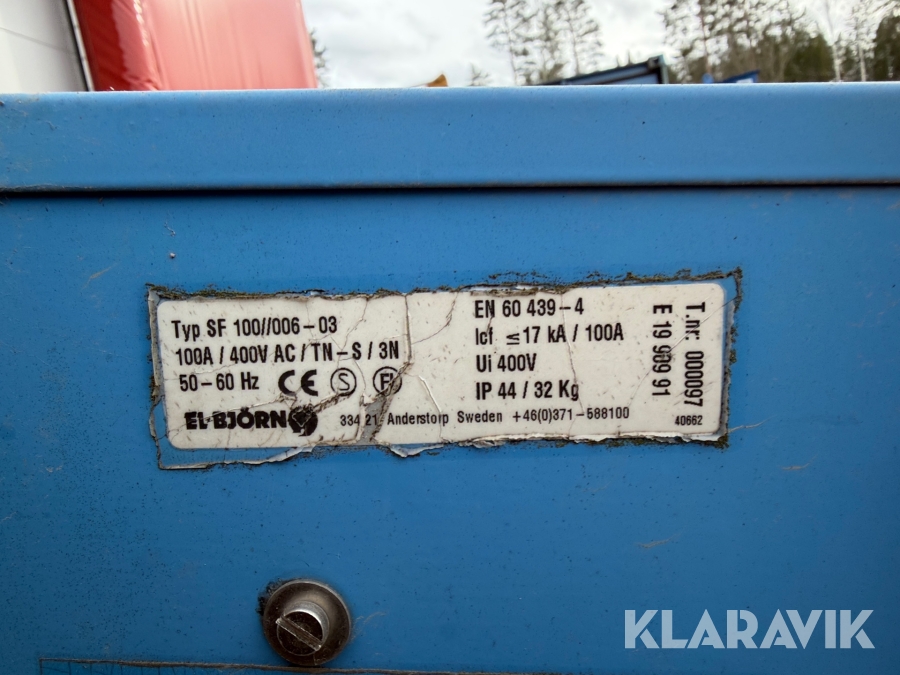 Typ SF 100//006-03
100A / 400V AC / TN-S / 3N
50-60 Hz CE S FI
EL-BJÖRN
334 21 Anderstorp Sweden +46(0)371-588100
EN 60 439-4
Icf ≤ 17 kA / 100A
Ui 400V
IP 44 / 32 Kg
T.nr: 000097
E 19 909 91
40662
KLARAVIK